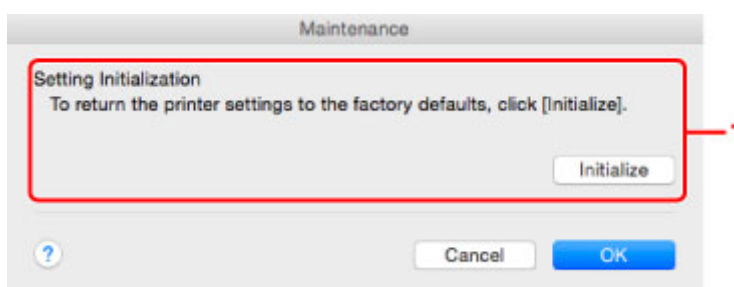 Maintenance
Setting Initialization
To return the printer settings to the factory defaults, click [Initialize].
Initialize
?
Cancel
OK